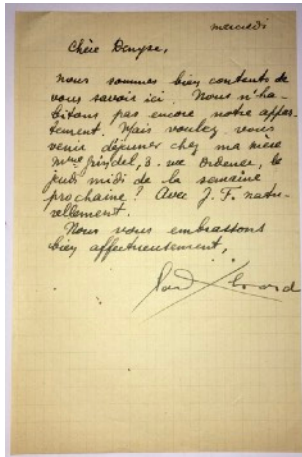 mercredi
Chère Denyse,
nous sommes bien contents de
vous savoir ici. Nous n'ha-
bitons pas encore notre appar-
tement. Mais voulez vous
venir déjeuner chez ma mère
Mme Grindel, 3. rue Ordener, le
jeudi midi de la semaine
prochaine? Avec J. F. natu-
rellement.
Nous vous embrassons
bien affectueusement,
Paul Eluard